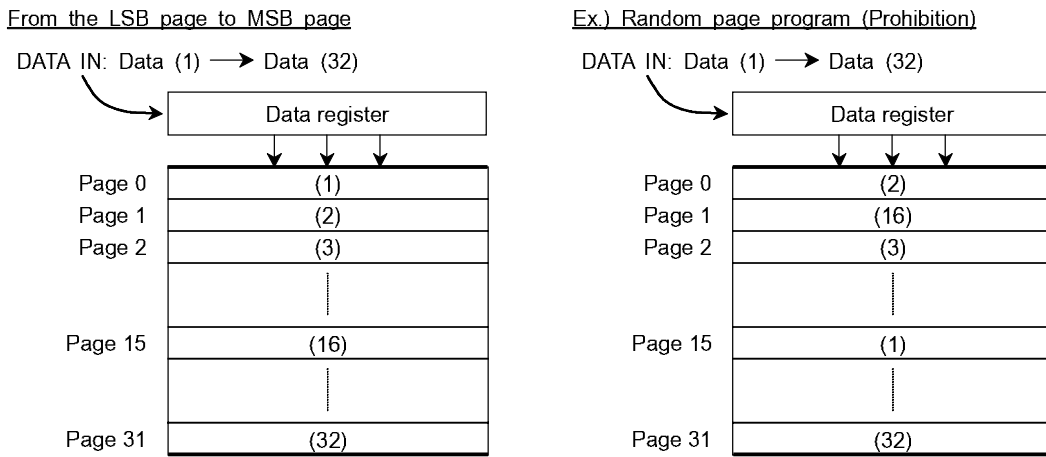 From the LSB page to MSB page
DATA IN: Data (1) → Data (32)
Data register
Page 0 (1)
Page 1 (2)
Page 2 (3)
Page 15 (16)
Page 31 (32)
Ex.) Random page program (Prohibition)
DATA IN: Data (1) → Data (32)
Data register
Page 0 (2)
Page 1 (16)
Page 2 (3)
Page 15 (1)
Page 31 (32)